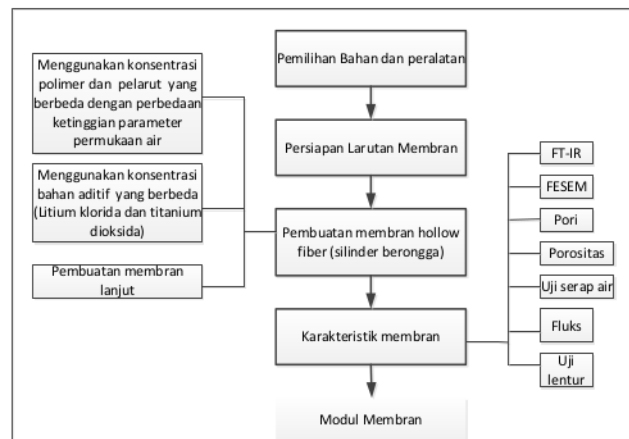 Pemilihan Bahan dan peralatan
Menggunakan konsentrasi
polimer dan pelarut yang
berbeda dengan perbedaan
ketinggian parameter
permukaan air
Persiapan Larutan Membran
Menggunakan konsentrasi
bahan aditif yang berbeda
(Litium klorida dan titanium
dioksida)
Pembuatan membran hollow
fiber (silinder berongga)
Pembuatan membran
lanjut
Karakteristik membran
FT-IR
FESEM
Pori
Porositas
Uji serap air
Fluks
Uji
lentur
Modul Membran